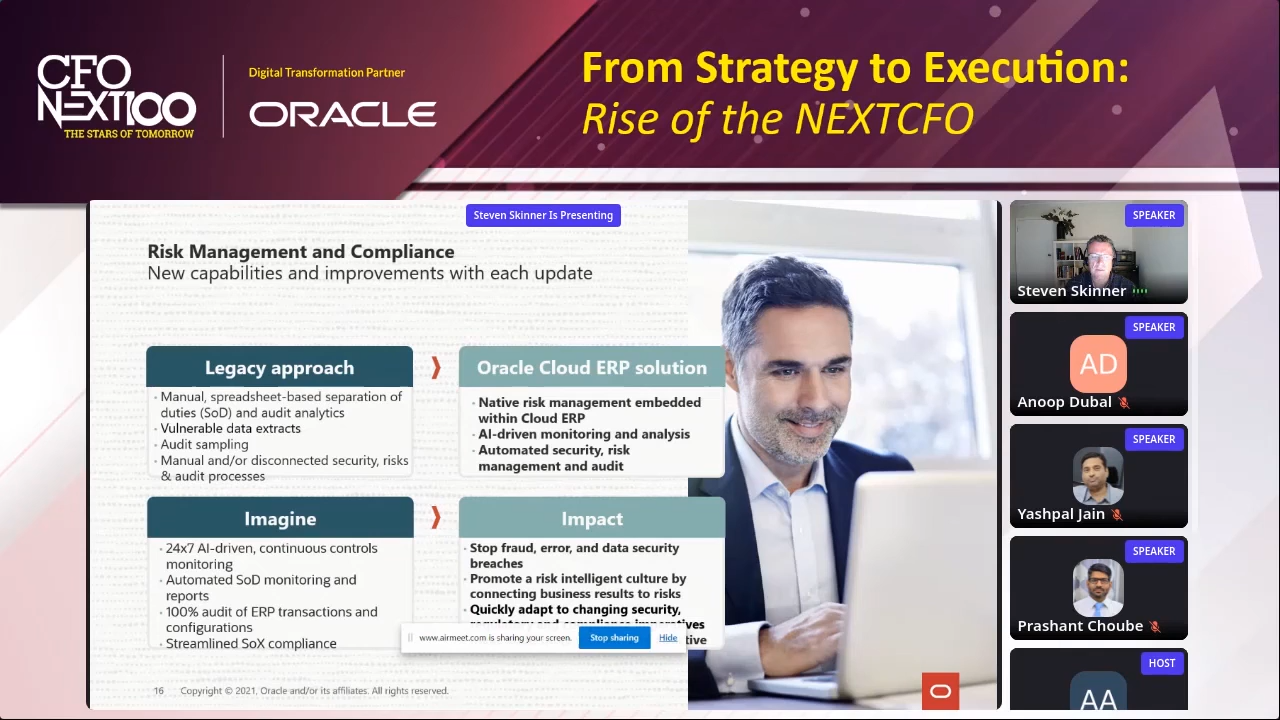 CFO
NEXT100
THE STARS OF TOMORROW
Digital Transformation Partner
ORACLE
From Strategy to Execution:
Rise of the NEXTCFO
Steven Skinner Is Presenting
Risk Management and Compliance
New capabilities and improvements with each update
Legacy approach
· Manual, spreadsheet-based separation of
duties (SoD) and audit analytics
· Vulnerable data extracts
· Audit sampling
· Manual and/or disconnected security, risks
& audit processes
Oracle Cloud ERP solution
· Native risk management embedded
within Cloud ERP
· AI-driven monitoring and analysis
· Automated security, risk
management and audit
Imagine
· 24x7 AI-driven, continuous controls
monitoring
· Automated SoD monitoring and
reports
· 100% audit of ERP transactions and
configurations
· Streamlined SoX compliance
Impact
· Stop fraud, error, and data security
breaches
· Promote a risk intelligent culture by
connecting business results to risks
· Quickly adapt to changing security,
regulatory and compliance imperatives
www.airmeet.com is sharing your screen.
Stop sharing
Hide
16
Copyright © 2021, Oracle and/or its affiliates. All rights reserved.
SPEAKER
Steven Skinner
SPEAKER
AD
Anoop Dubal
SPEAKER
Yashpal Jain
SPEAKER
Prashant Choube
HOST
AA